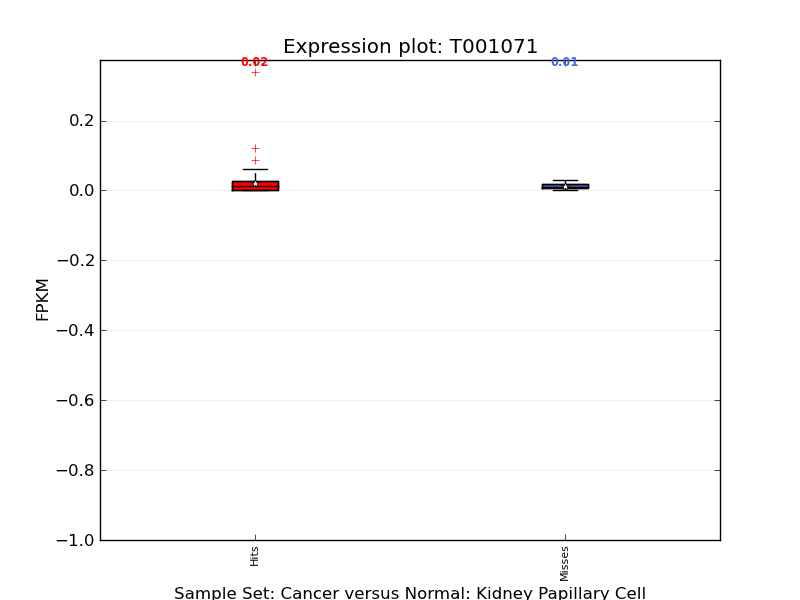 Expression plot: T001071
0.02
0.01
0.2
0.0
−0.2
−0.4
−0.6
−0.8
−1.0
FPKM
Hits
Misses
Sample Set: Cancer versus Normal: Kidney Papillary Cell